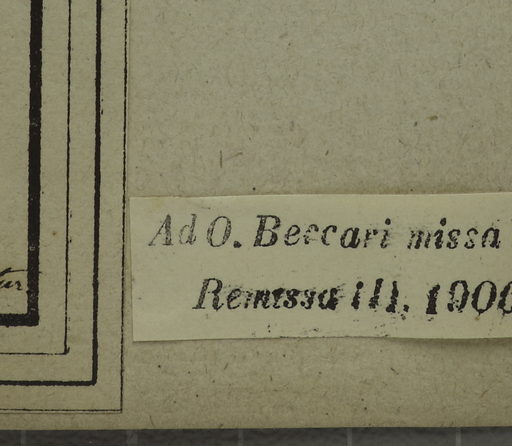 Ad O. Beccari missa
Remissa III. 1900